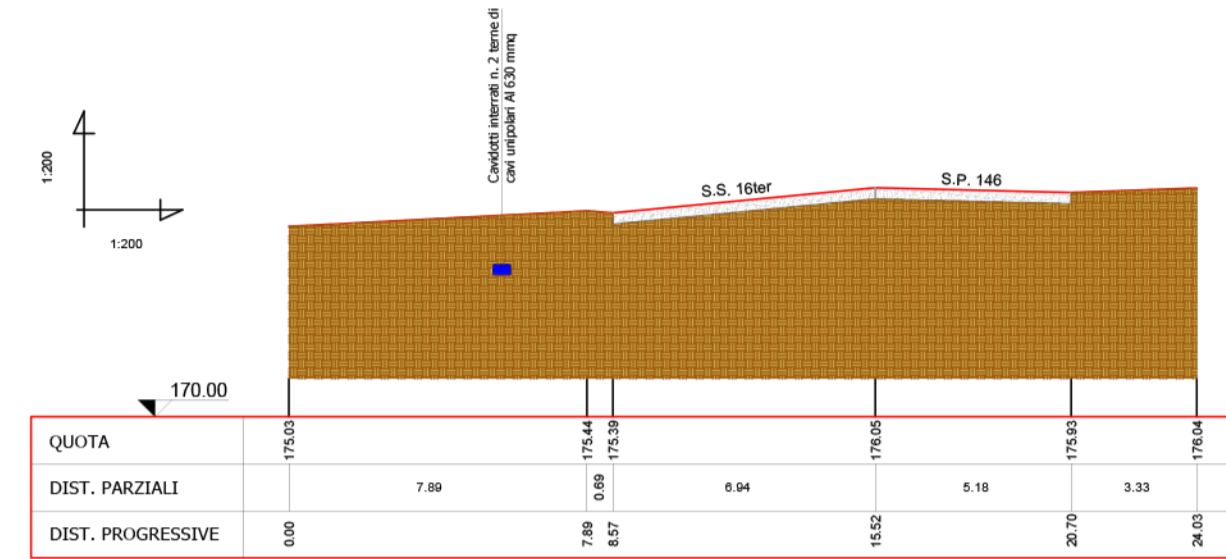 Cavidotti interrati n. 2 terne di
cavi unipolari Al 630 mmq
1:200
1:200
S.S. 16ter
S.P. 146
170.00
QUOTA 175.03 175.44 175.39 176.05 175.93 176.04
DIST. PARZIALI 7.89 0.69 6.94 5.18 3.33
DIST. PROGRESSIVE 0.00 7.89 8.57 15.52 20.70 24.03